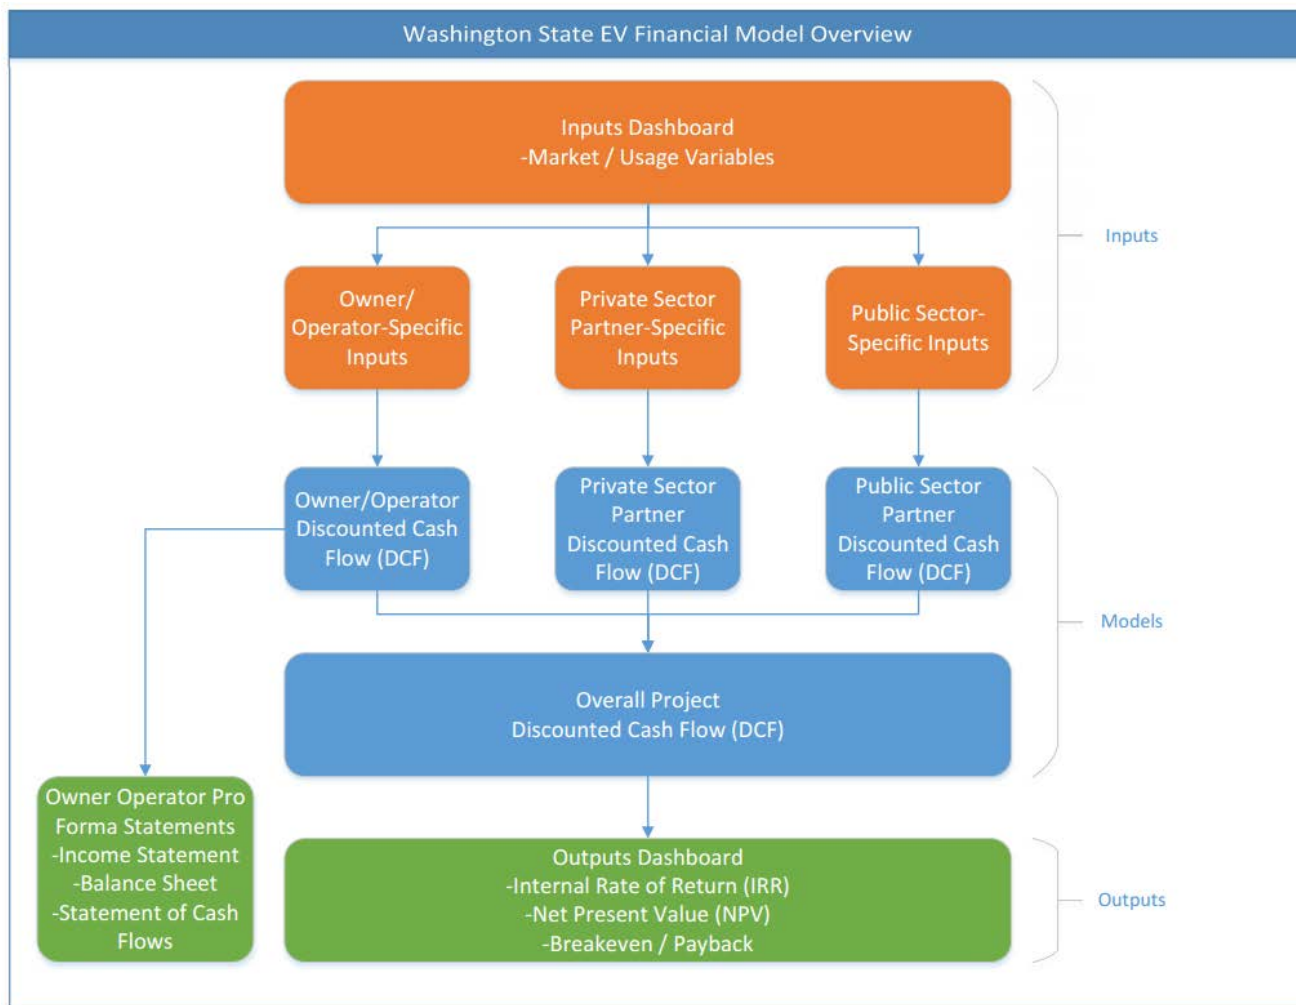 Washington State EV Financial Model Overview
Inputs Dashboard
-Market / Usage Variables
Inputs
Owner/
Operator-Specific
Inputs
Private Sector
Partner-Specific
Inputs
Public Sector-
Specific Inputs
Owner/Operator
Discounted Cash
Flow (DCF)
Private Sector
Partner
Discounted Cash
Flow (DCF)
Public Sector
Partner
Discounted Cash
Flow (DCF)
Models
Overall Project
Discounted Cash Flow (DCF)
Owner Operator Pro
Forma Statements
-Income Statement
-Balance Sheet
-Statement of Cash
Flows
Outputs Dashboard
-Internal Rate of Return (IRR)
-Net Present Value (NPV)
-Breakeven / Payback
Outputs